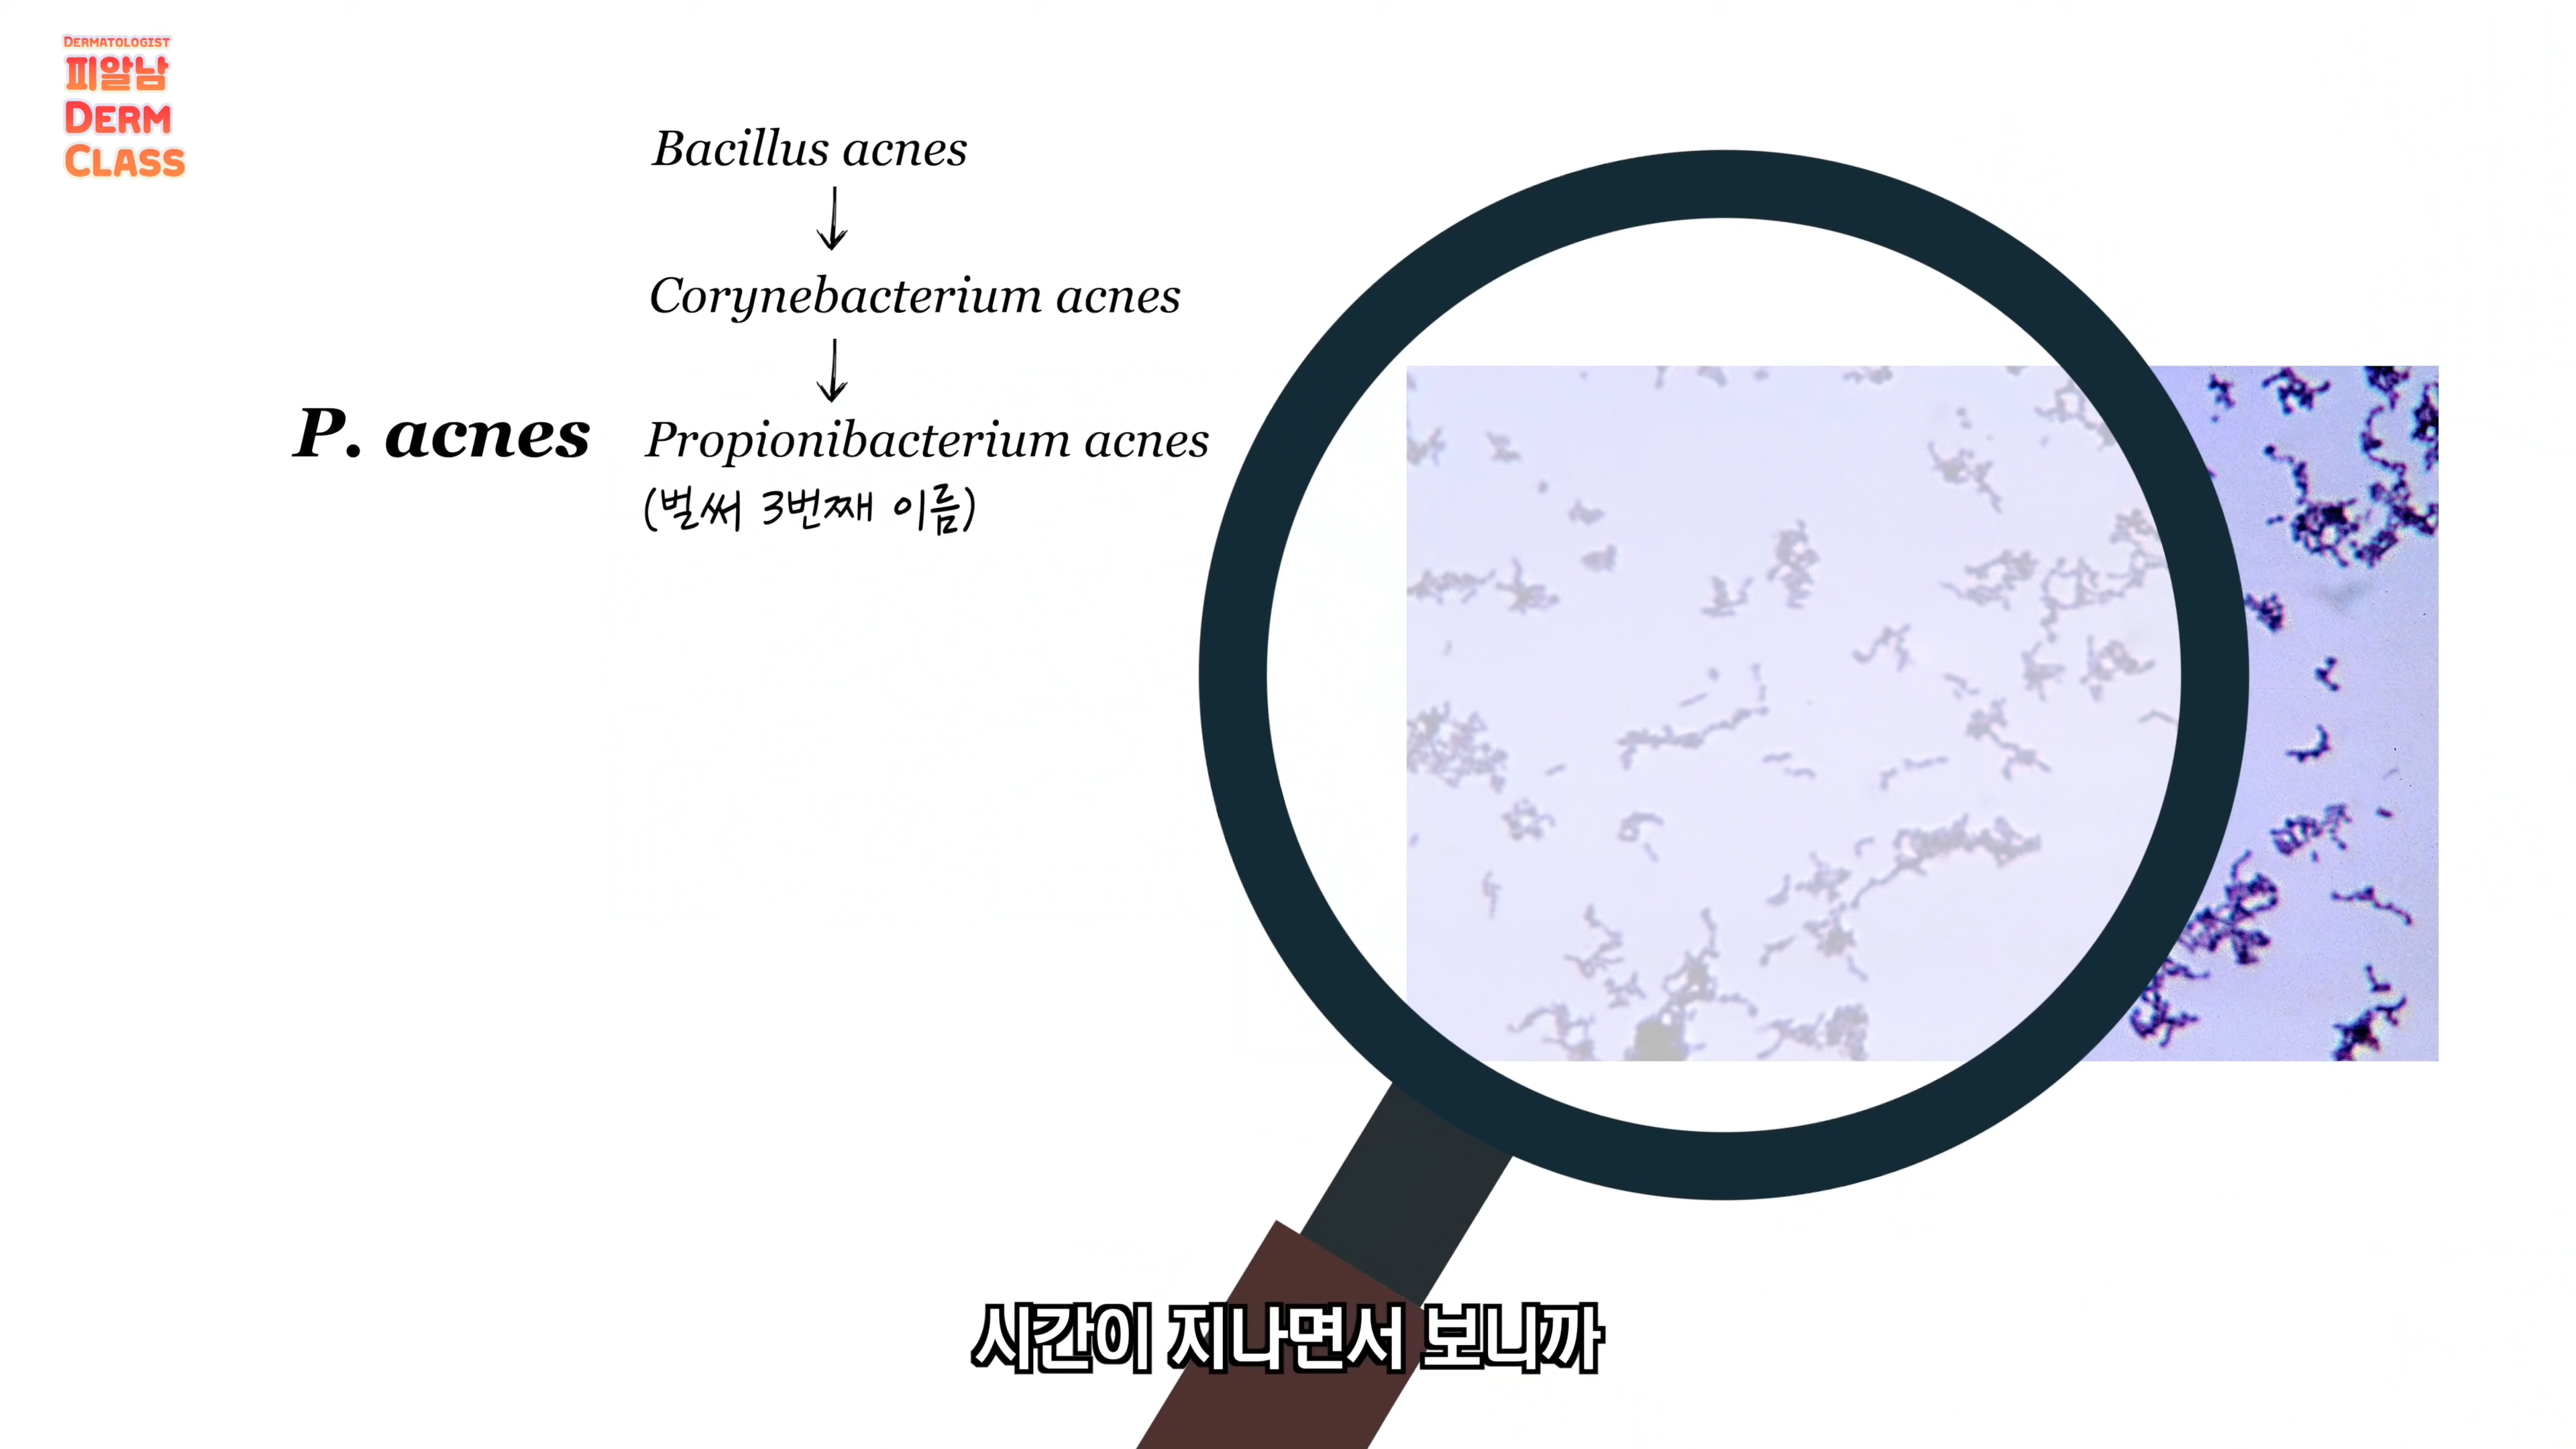 DERMATOLOGIST
피알남
DERM
CLASS
Bacillus acnes
↓
Corynebacterium acnes
↓
P. acnes Propionibacterium acnes
(벌써 3번째 이름)
시간이 지나면서 보니까